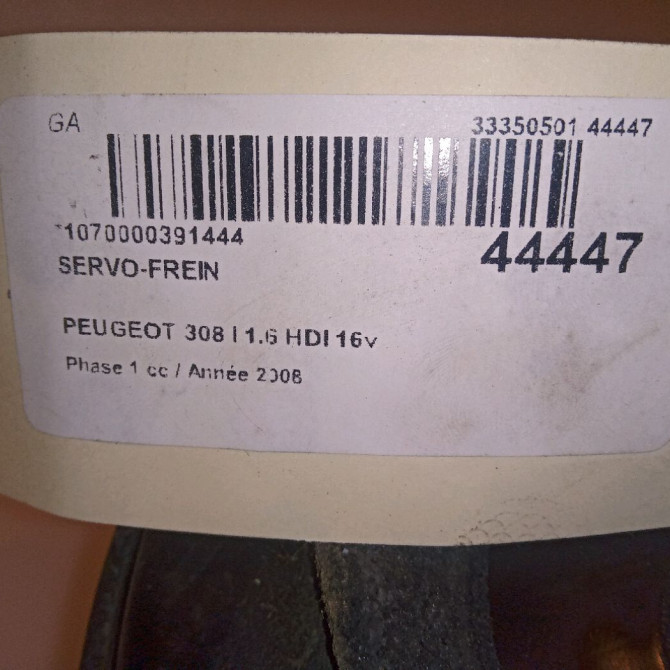 GA
33350501 44447
*1070000391444
44447
SERVO-FREIN
PEUGEOT 308 I 1.6 HDI 16v
Phase 1 cc / Année 2008